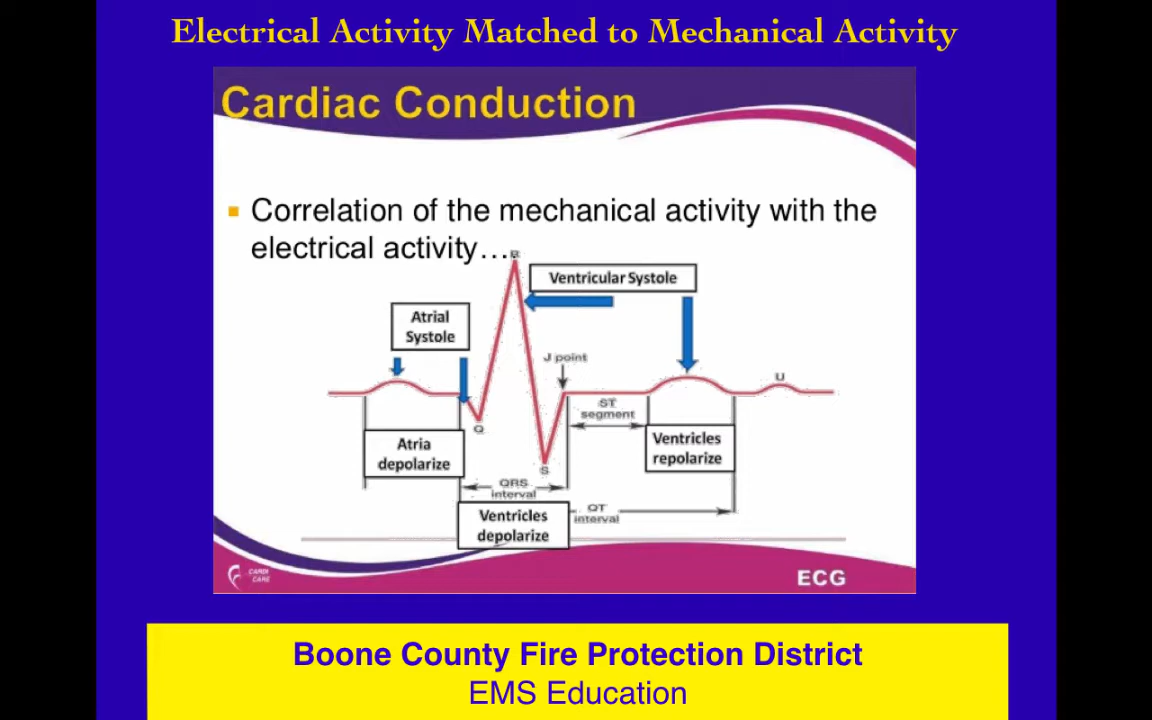 Electrical Activity Matched to Mechanical Activity
Cardiac Conduction
Correlation of the mechanical activity with the
electrical activity…
R
Ventricular Systole
Atrial
Systole
J point
U
ST
segment
Q
Atria
depolarize
Ventricles
repolarize
S
QRS
interval
QT
interval
Ventricles
depolarize
CARDI
CARE
ECG
Boone County Fire Protection District
EMS Education